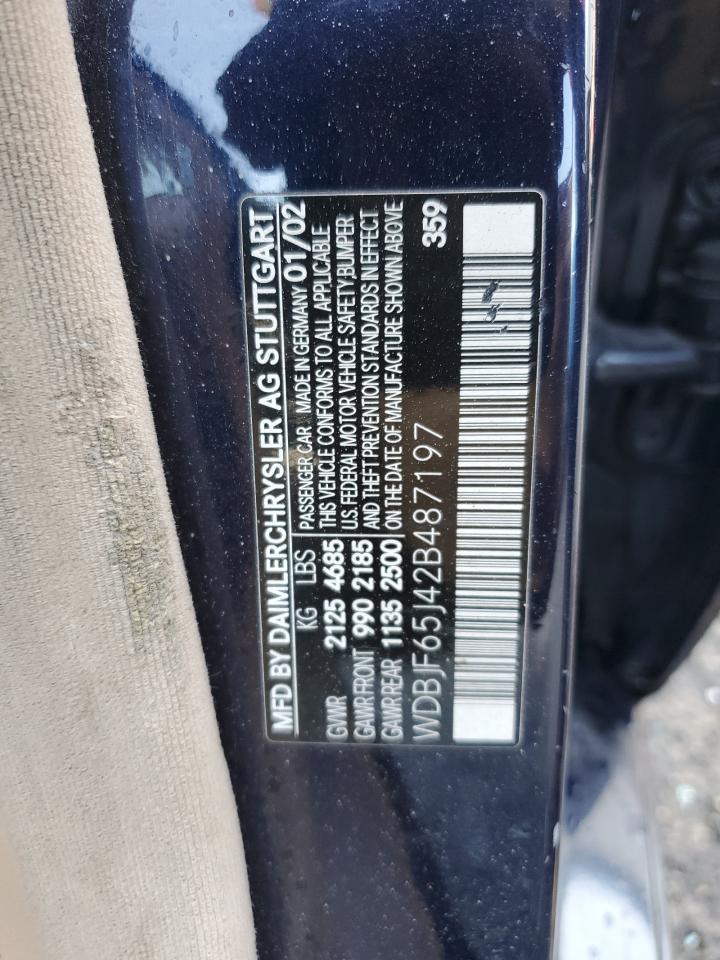 MFD BY DAIMLERCHRYSLER AG STUTTGART
KG LBS
GVWR 2125 4685
GAWR FRONT 990 2185
GAWR REAR 1135 2500
PASSENGER CAR MADE IN GERMANY 01/02
THIS VEHICLE CONFORMS TO ALL APPLICABLE
U.S. FEDERAL MOTOR VEHICLE SAFETY,BUMPER
AND THEFT PREVENTION STANDARDS IN EFFECT
ON THE DATE OF MANUFACTURE SHOWN ABOVE
WDBJF65J42B487197 359